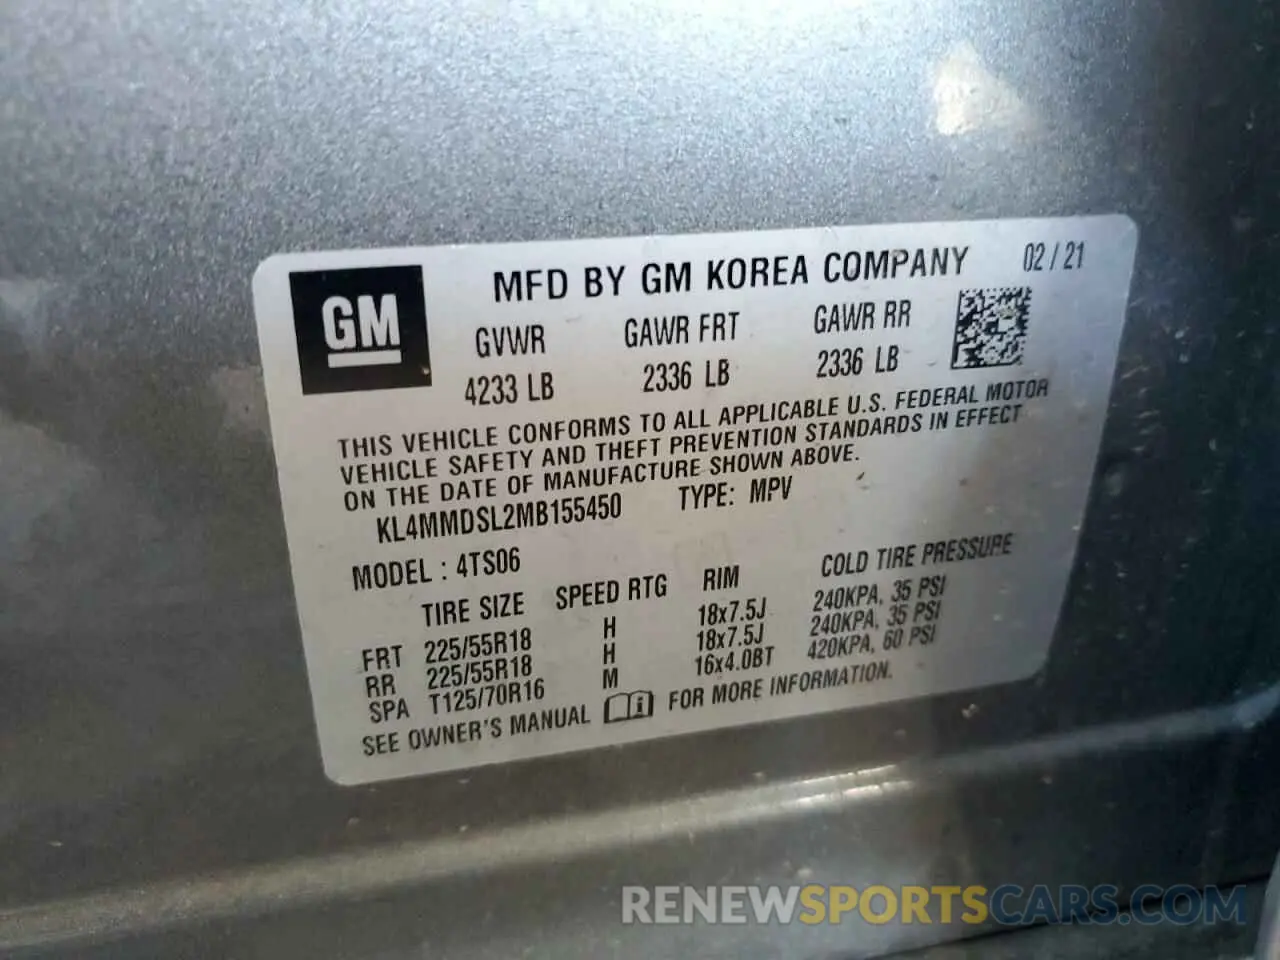 GM
MFD BY GM KOREA COMPANY 02 / 21
GVWR GAWR FRT GAWR RR
4233 LB 2336 LB 2336 LB
THIS VEHICLE CONFORMS TO ALL APPLICABLE U.S. FEDERAL MOTOR
VEHICLE SAFETY AND THEFT PREVENTION STANDARDS IN EFFECT
ON THE DATE OF MANUFACTURE SHOWN ABOVE.
KL4MMDSL2MB155450 TYPE: MPV
MODEL : 4TS06
TIRE SIZE SPEED RTG RIM COLD TIRE PRESSURE
FRT 225/55R18 H 18x7.5J 240KPA, 35 PSI
RR 225/55R18 H 18x7.5J 240KPA, 35 PSI
SPA T125/70R16 M 16x4.0BT 420KPA, 60 PSI
SEE OWNER'S MANUAL FOR MORE INFORMATION.
RENEWSPORTSCARS.COM